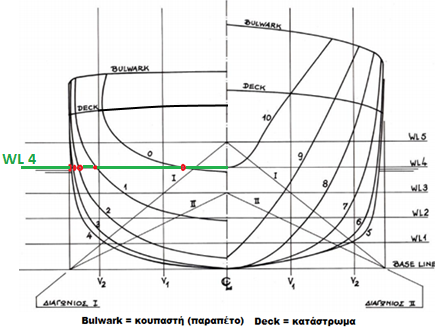 BULWARK
BULWARK
DECK
DECK
10
WL5
WL 4
WL4
0
9
I
I
8
1
WL3
II
II
7
2
WL2
3
6
4
5
WL1
BASE LINE
V2
V1
℄
V1
V2
ΔΙΑΓΩΝΙΟΣ I
ΔΙΑΓΩΝΙΟΣ II
Bulwark = κουπαστή (παραπέτο) Deck = κατάστρωμα